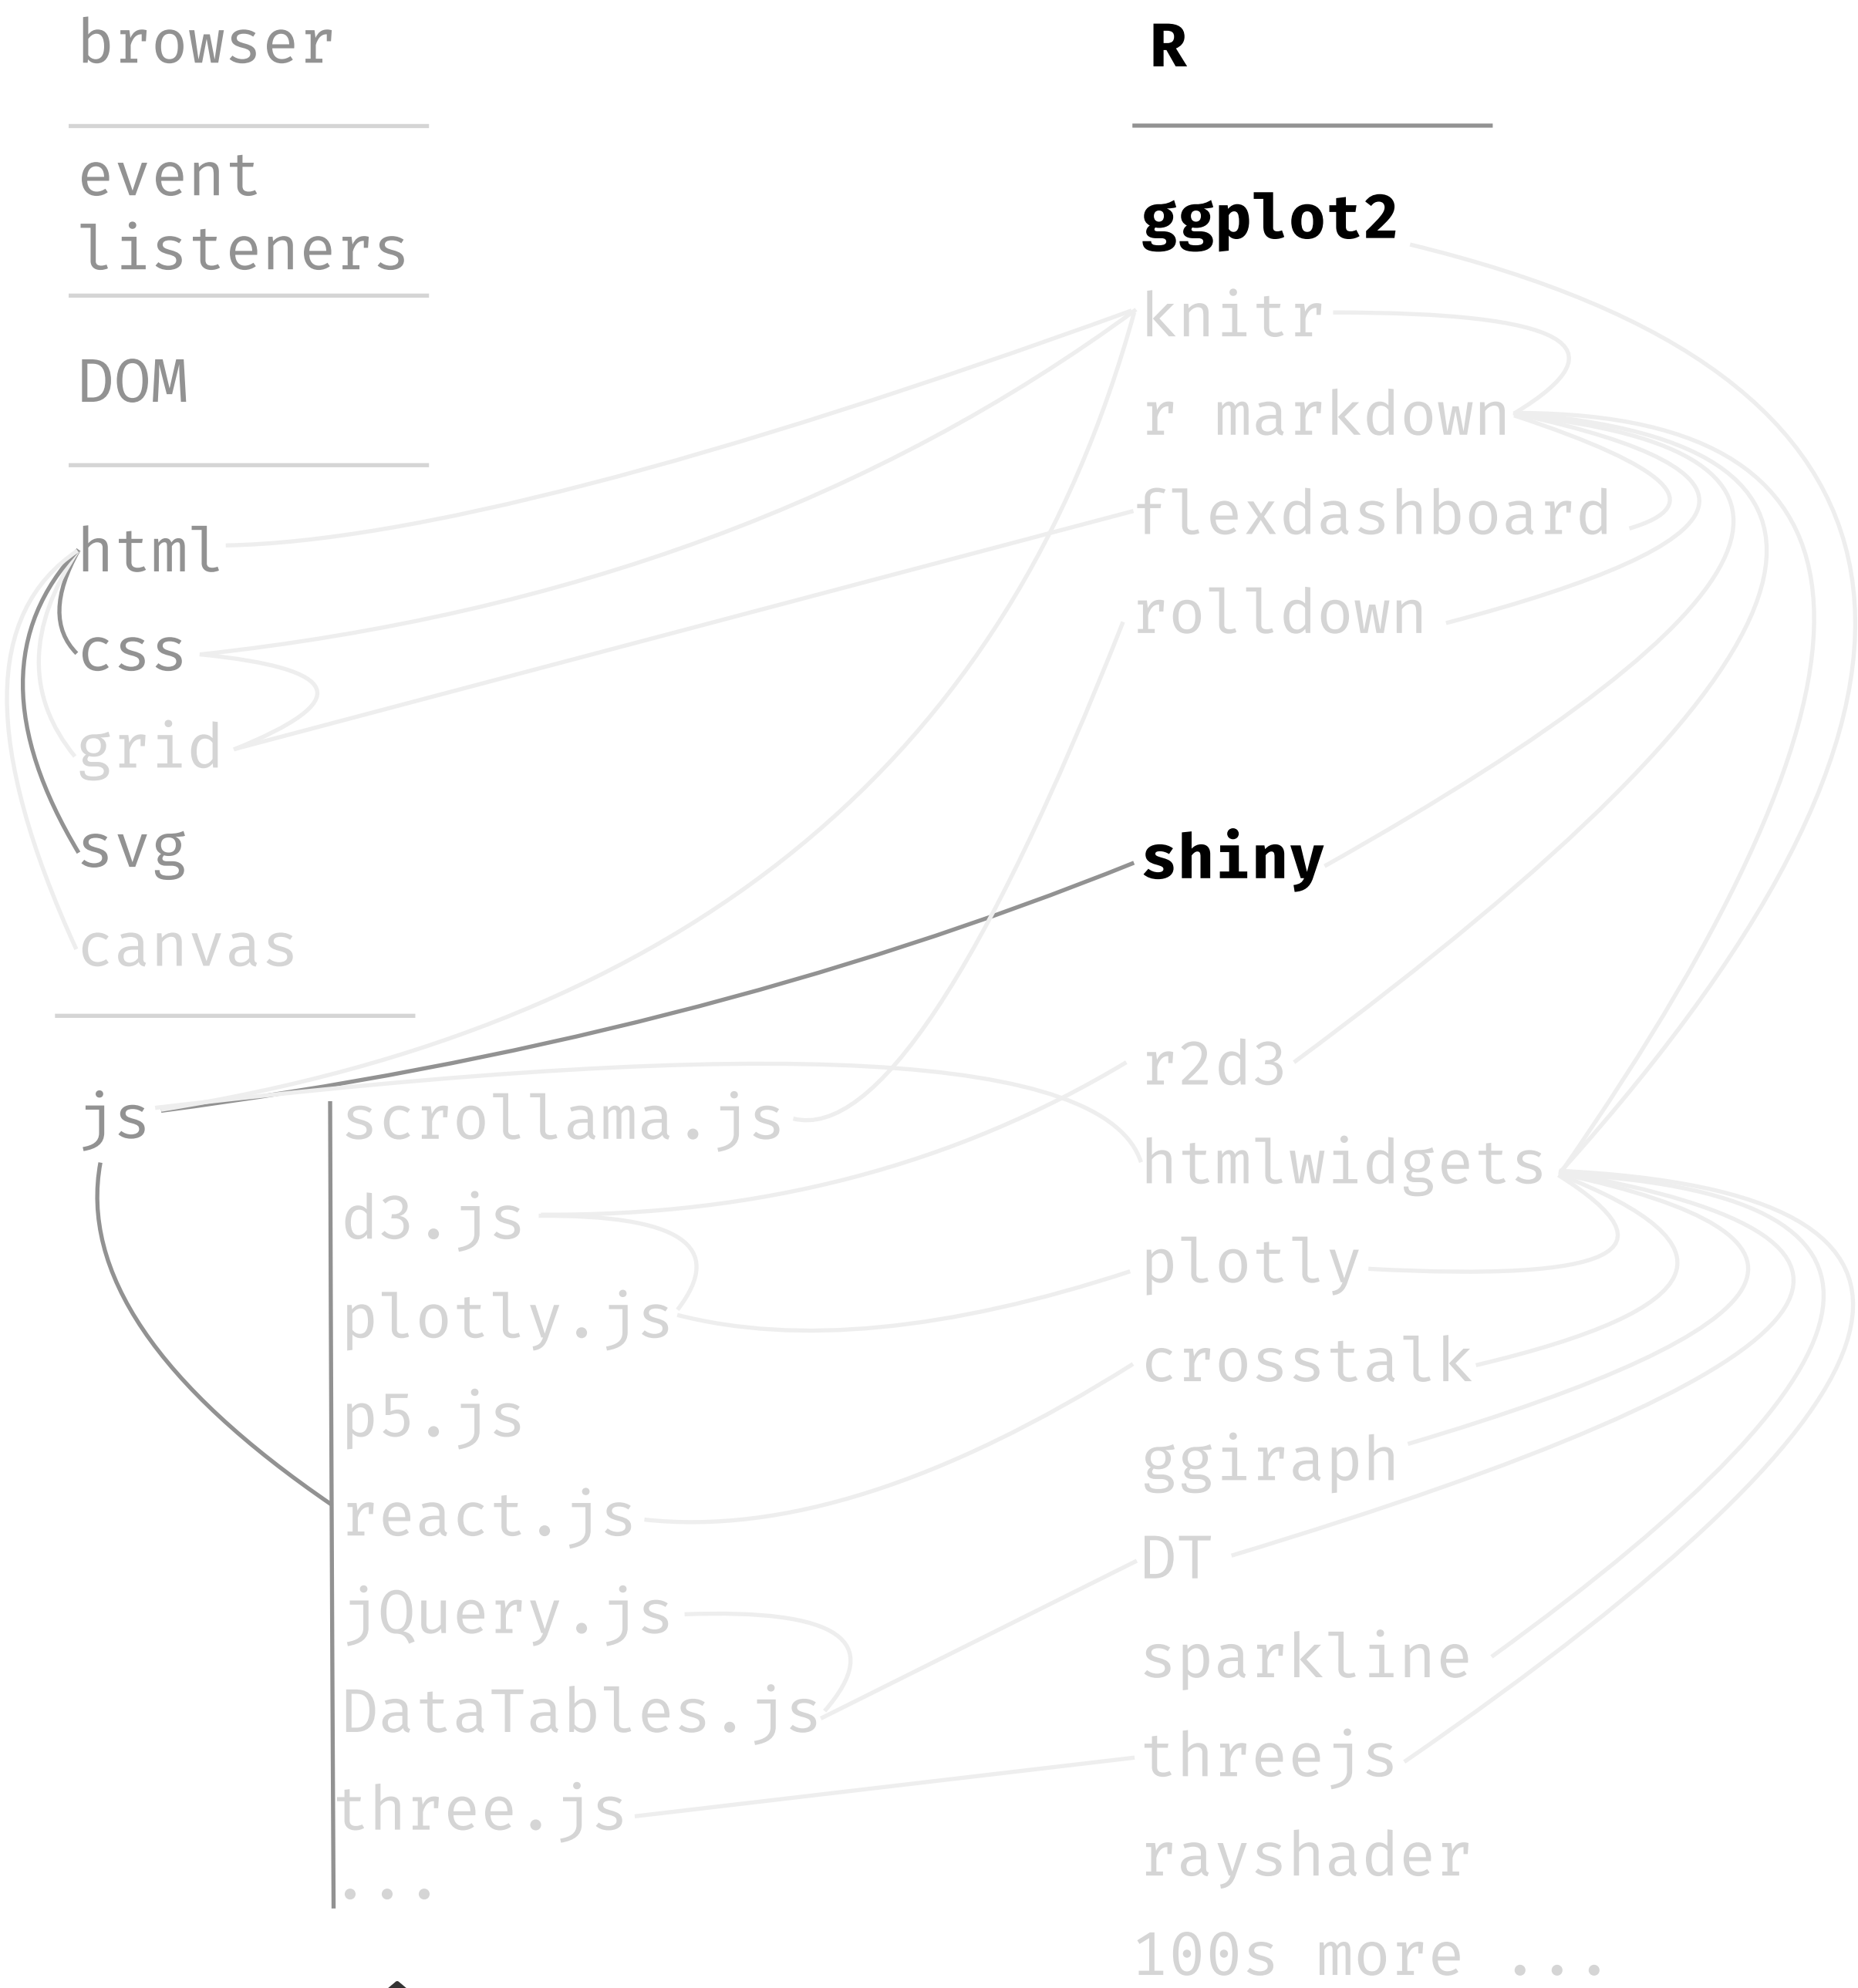 browser
event
listeners
DOM
html
css
grid
svg
canvas
js
scrollama.js
d3.js
plotly.js
p5.js
react.js
jQuery.js
DataTables.js
three.js
...
R
ggplot2
knitr
r markdown
flexdashboard
rolldown
shiny
r2d3
htmlwidgets
plotly
crosstalk
ggiraph
DT
sparkline
threejs
rayshader
100s more ...